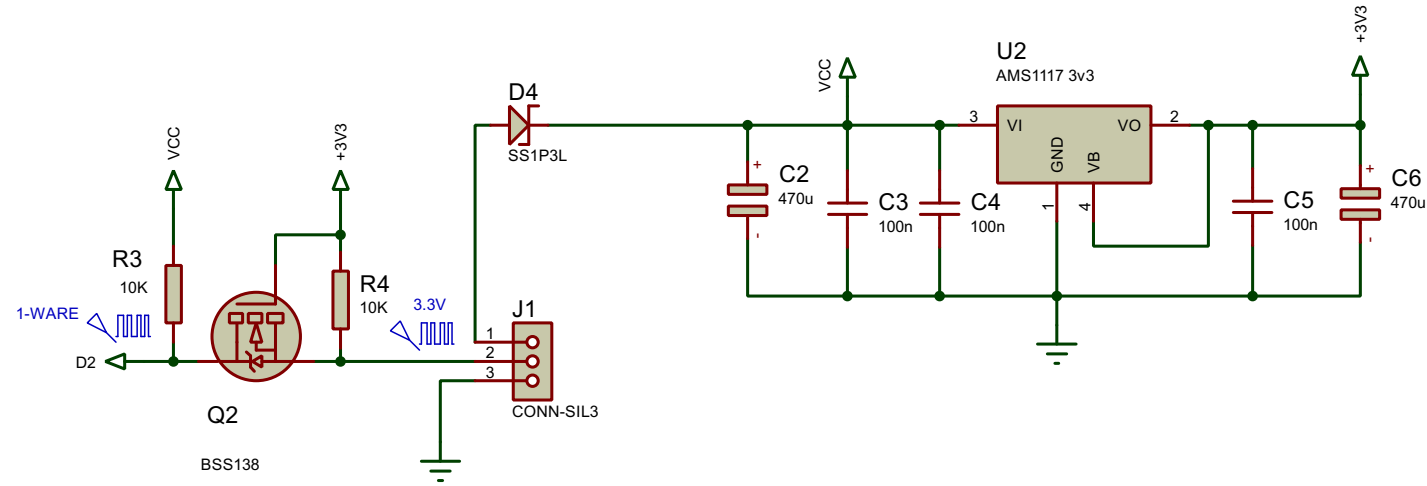 D4
SS1P3L
VCC
U2
AMS1117 3v3
3
VI
VO
2
GND
VB
1
4
+3V3
C2
470u
+
-
C3
100n
C4
100n
C5
100n
C6
470u
+
-
VCC
+3V3
R3
10K
R4
10K
1-WARE
3.3V
D2
Q2
BSS138
J1
1
2
3
CONN-SIL3